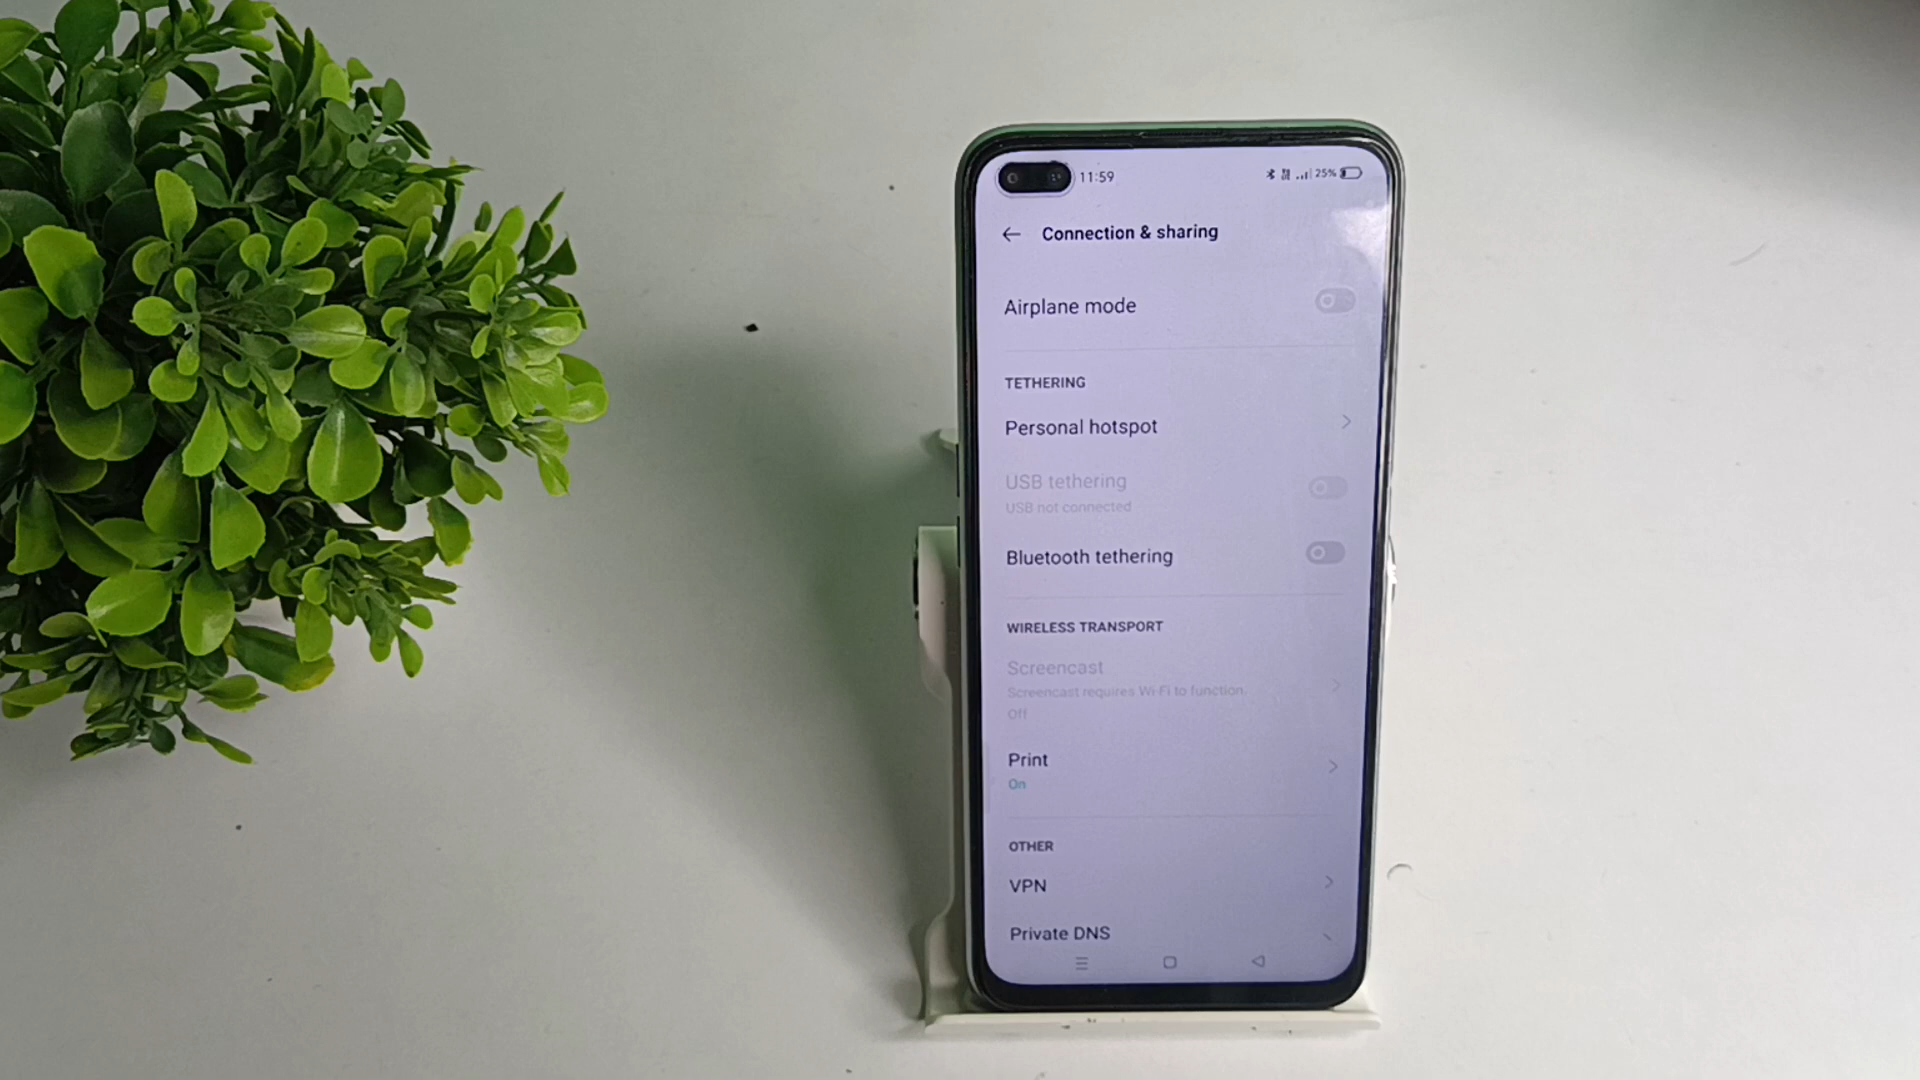 11:59 25%
Connection & sharing
Airplane mode
TETHERING
Personal hotspot
USB tethering
USB not connected
Bluetooth tethering
WIRELESS TRANSPORT
Screencast
Screencast requires Wi-Fi to function.
Off
Print
On
OTHER
VPN
Private DNS